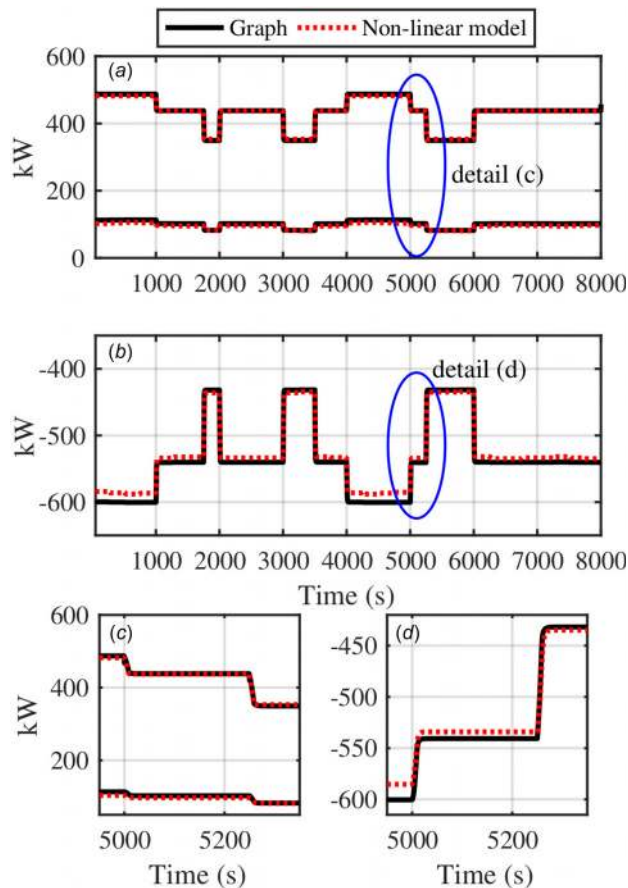 Graph Non-linear model
(a)
600
400
200
0
kW
detail (c)
1000 2000 3000 4000 5000 6000 7000 8000
(b)
-400
-500
-600
kW
detail (d)
1000 2000 3000 4000 5000 6000 7000 8000
Time (s)
(c)
600
400
200
kW
5000 5200
Time (s)
(d)
-450
-500
-550
-600
5000 5200
Time (s)